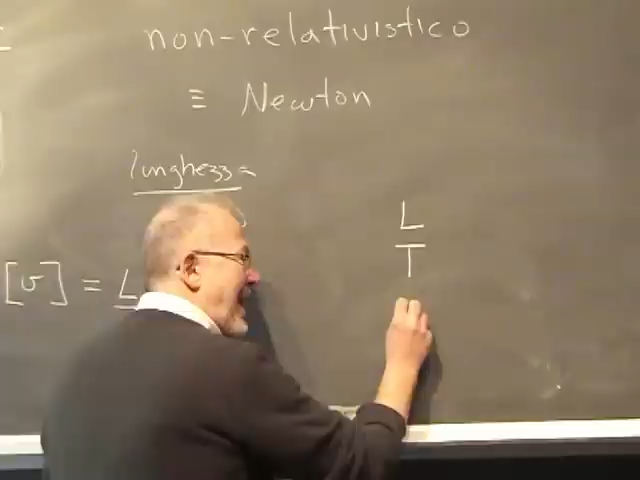 non-relativistico
≡ Newton
lunghezza
L
T
[v] = L